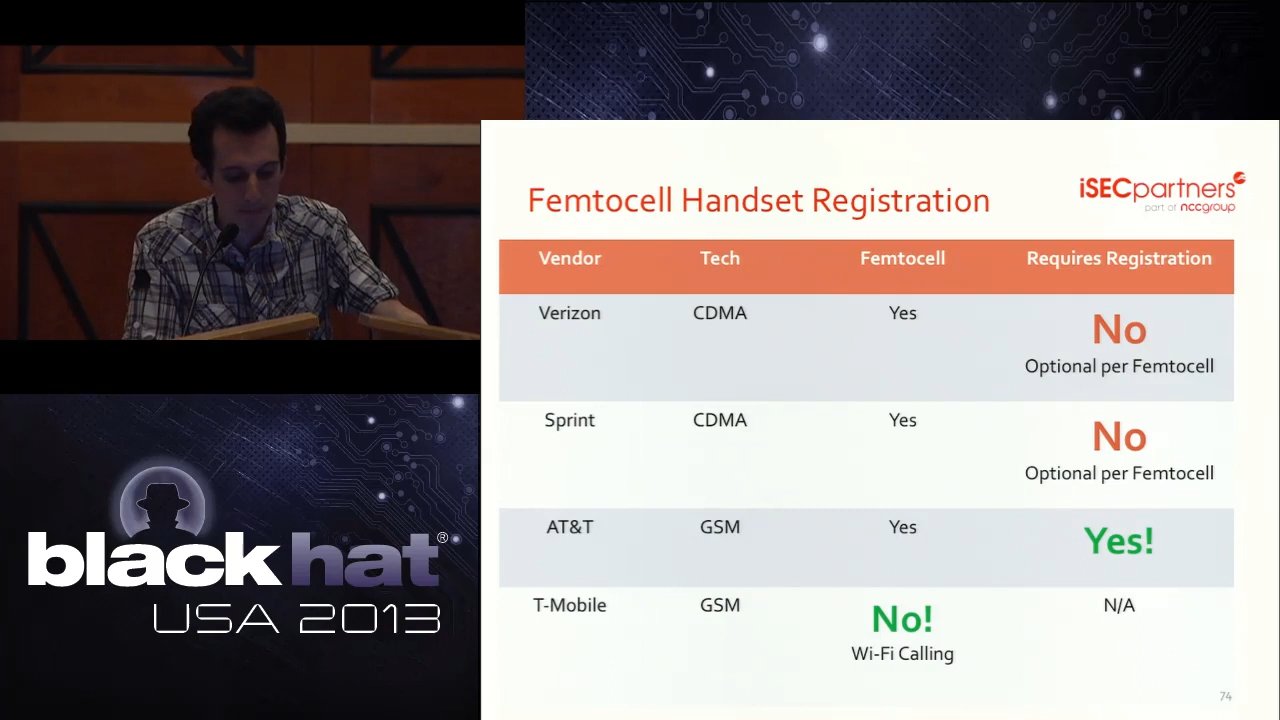 Femtocell Handset Registration
iSECpartners
part of nccgroup
Vendor Tech Femtocell Requires Registration
Verizon CDMA Yes No
Optional per Femtocell
Sprint CDMA Yes No
Optional per Femtocell
AT&T GSM Yes Yes!
T-Mobile GSM No! N/A
Wi-Fi Calling
74
blackhat®
USA 2013